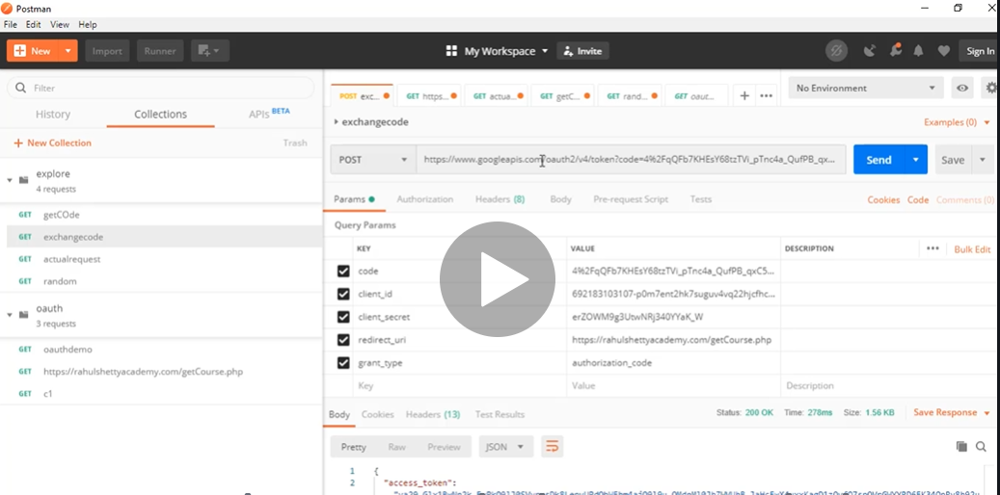 Postman
File Edit View Help
New Import Runner My Workspace Invite Sign In
Filter
History Collections APIs BETA
+ New Collection Trash
explore
4 requests
GET getCOde
GET exchangecode
GET actualrequest
GET random
oauth
3 requests
GET oauthdemo
GET https://rahulshettyacademy.com/getCourse.php
GET c1
POST exc... GET https... GET actua... GET getC... GET rand... GET oaut... + ••• No Environment
exchangecode Examples (0)
POST https://www.googleapis.com/oauth2/v4/token?code=4%2FqQFb7KHEsY68tzTVi_pTnc4a_QufPB_qx... Send Save
Params Authorization Headers (8) Body Pre-request Script Tests Cookies Code Comments (0)
Query Params
KEY VALUE DESCRIPTION ••• Bulk Edit
code 4%2FqQFb7KHEsY68tzTVi_pTnc4a_QufPB_qxC5...
client_id 692183103107-p0m7ent2hk7suguv4vq22hjcfhc...
client_secret erZOWM9g3UtwNRj340YYaK_W
redirect_uri https://rahulshettyacademy.com/getCourse.php
grant_type authorization_code
Key Value Description
Body Cookies Headers (13) Test Results Status: 200 OK Time: 278ms Size: 1.56 KB Save Response
Pretty Raw Preview JSON
1 {
2 "access_token":